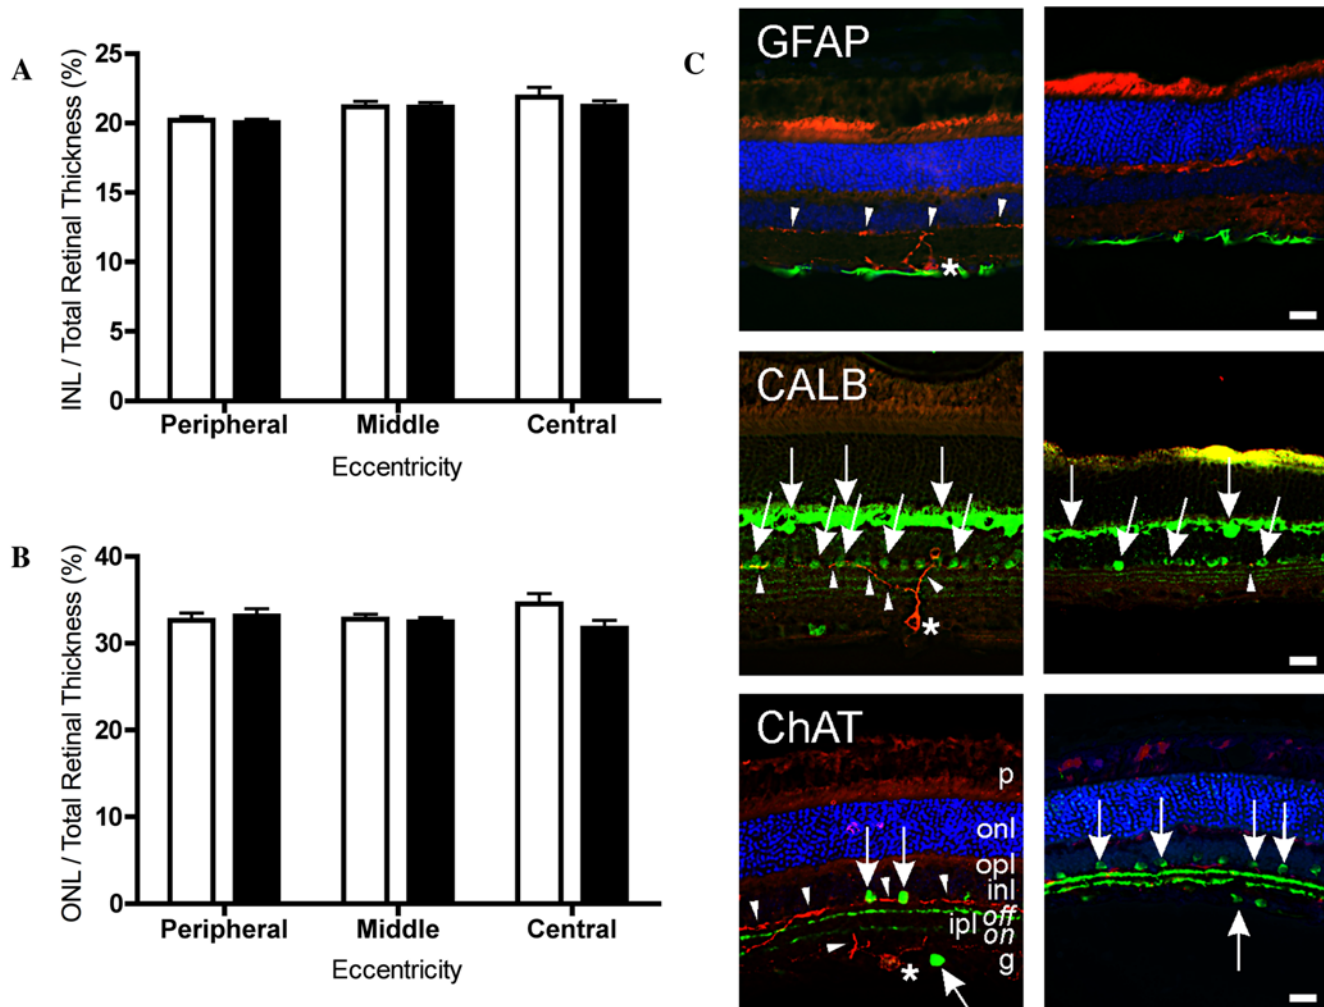 A
INL / Total Retinal Thickness (%)
25
20
15
10
5
0
Peripheral Middle Central
Eccentricity
B
ONL / Total Retinal Thickness (%)
40
30
20
10
0
Peripheral Middle Central
Eccentricity
C
GFAP
*
CALB
*
ChAT
p
onl
opl
inl
ipl off
on
g
*